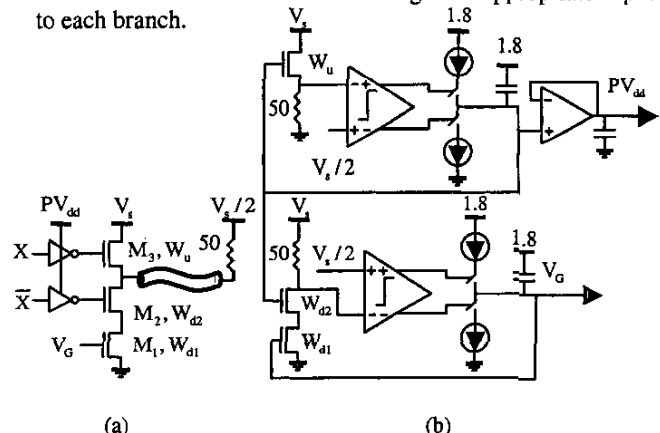 to each branch.
V_s
1.8
1.8
W_u
PV_dd
50
- +
-
+ -
+
V_s / 2
PV_dd
V_s
V_s / 2
V_s
1.8
50
50
V_s / 2
1.8
X
M_3, W_u
+ +
V_G
X̅
W_d2
-
-
M_2, W_d2
W_d1
V_G
M_1, W_d1
(a)
(b)